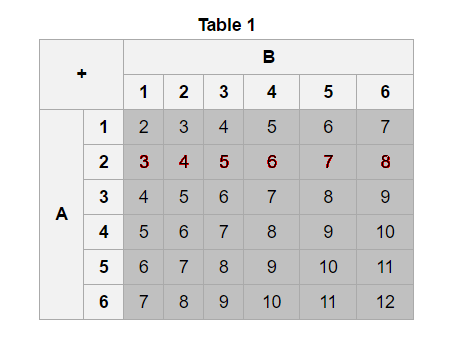 Table 1
+ B
1 2 3 4 5 6
A
1 2 3 4 5 6 7
2 3 4 5 6 7 8
3 4 5 6 7 8 9
4 5 6 7 8 9 10
5 6 7 8 9 10 11
6 7 8 9 10 11 12